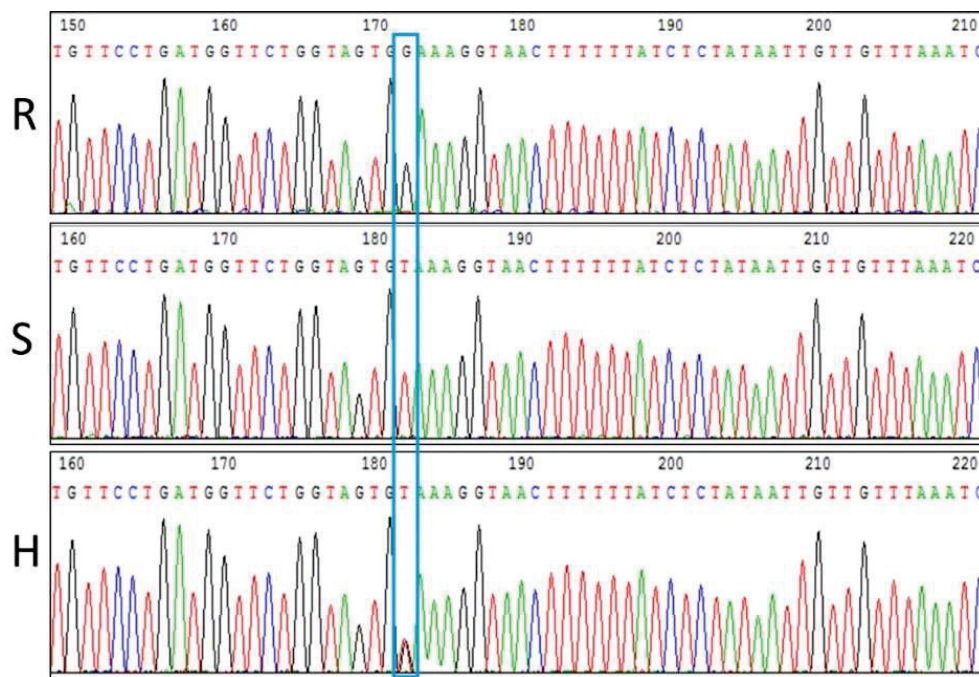 150 160 170 180 190 200 210
TGTTCCTGATGGTTCTGGTAGTGGAAAGGTAACTTTTTTATCTCTATAATTGTTGTTTAAATC
R
160 170 180 190 200 210 220
TGTTCCTGATGGTTCTGGTAGTGTAAAGGTAACTTTTTTATCTCTATAATTGTTGTTTAAATC
S
160 170 180 190 200 210 220
TGTTCCTGATGGTTCTGGTAGTGTAAAGGTAACTTTTTTATCTCTATAATTGTTGTTTAAATC
H